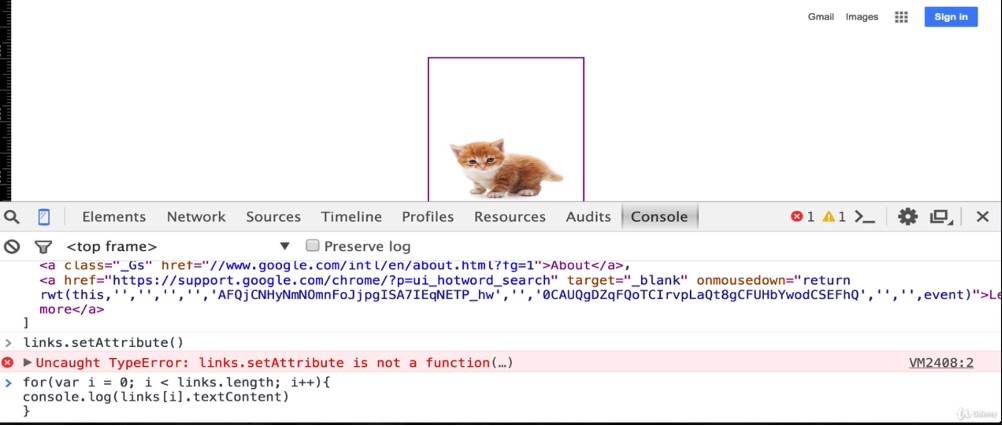 Gmail Images Sign in
Elements Network Sources Timeline Profiles Resources Audits Console 1 1
<top frame> Preserve log
<a class="_Gs" href="//www.google.com/intl/en/about.html?fg=1">About</a>,
<a href="https://support.google.com/chrome/?p=ui_hotword_search" target="_blank" onmousedown="return
rwt(this,'','','','','AFQjCNHyNmNOmnFoJjpgISA7IEqNETP_hw','','0CAUQgDZqFQoTCIrvpLaQt8gCFUHbYwodCSEFhQ','','',event)">Le
more</a>
]
links.setAttribute()
Uncaught TypeError: links.setAttribute is not a function(…) VM2408:2
for(var i = 0; i < links.length; i++){
console.log(links[i].textContent)
}
Udemy